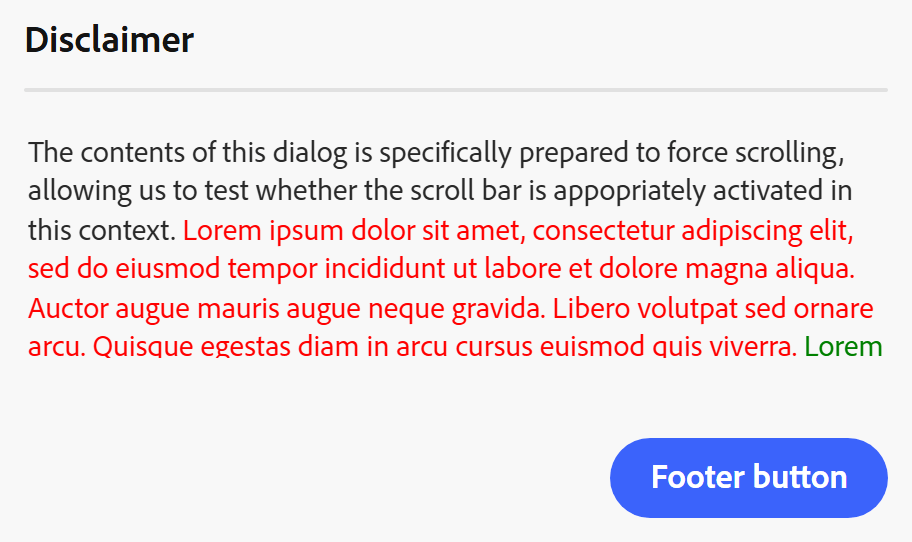 Disclaimer
The contents of this dialog is specifically prepared to force scrolling,
allowing us to test whether the scroll bar is appopriately activated in
this context. Lorem ipsum dolor sit amet, consectetur adipiscing elit,
sed do eiusmod tempor incididunt ut labore et dolore magna aliqua.
Auctor augue mauris augue neque gravida. Libero volutpat sed ornare
arcu. Quisque egestas diam in arcu cursus euismod quis viverra. Lorem
Footer button